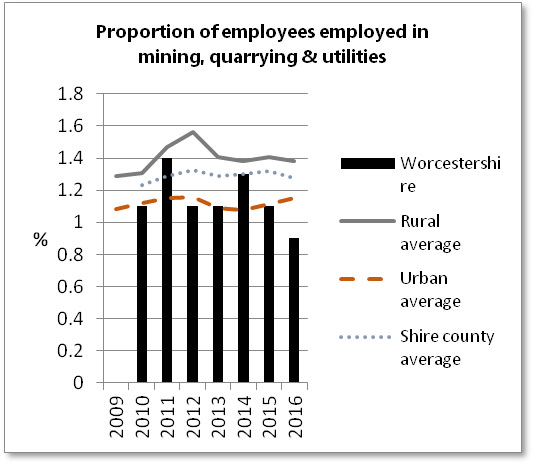 Proportion of employees employed in
mining, quarrying & utilities
1.8
1.6
1.4
1.2
1
0.8
0.6
0.4
0.2
0
%
2009
2010
2011
2012
2013
2014
2015
2016
Worcestershi
re
Rural
average
Urban
average
Shire county
average